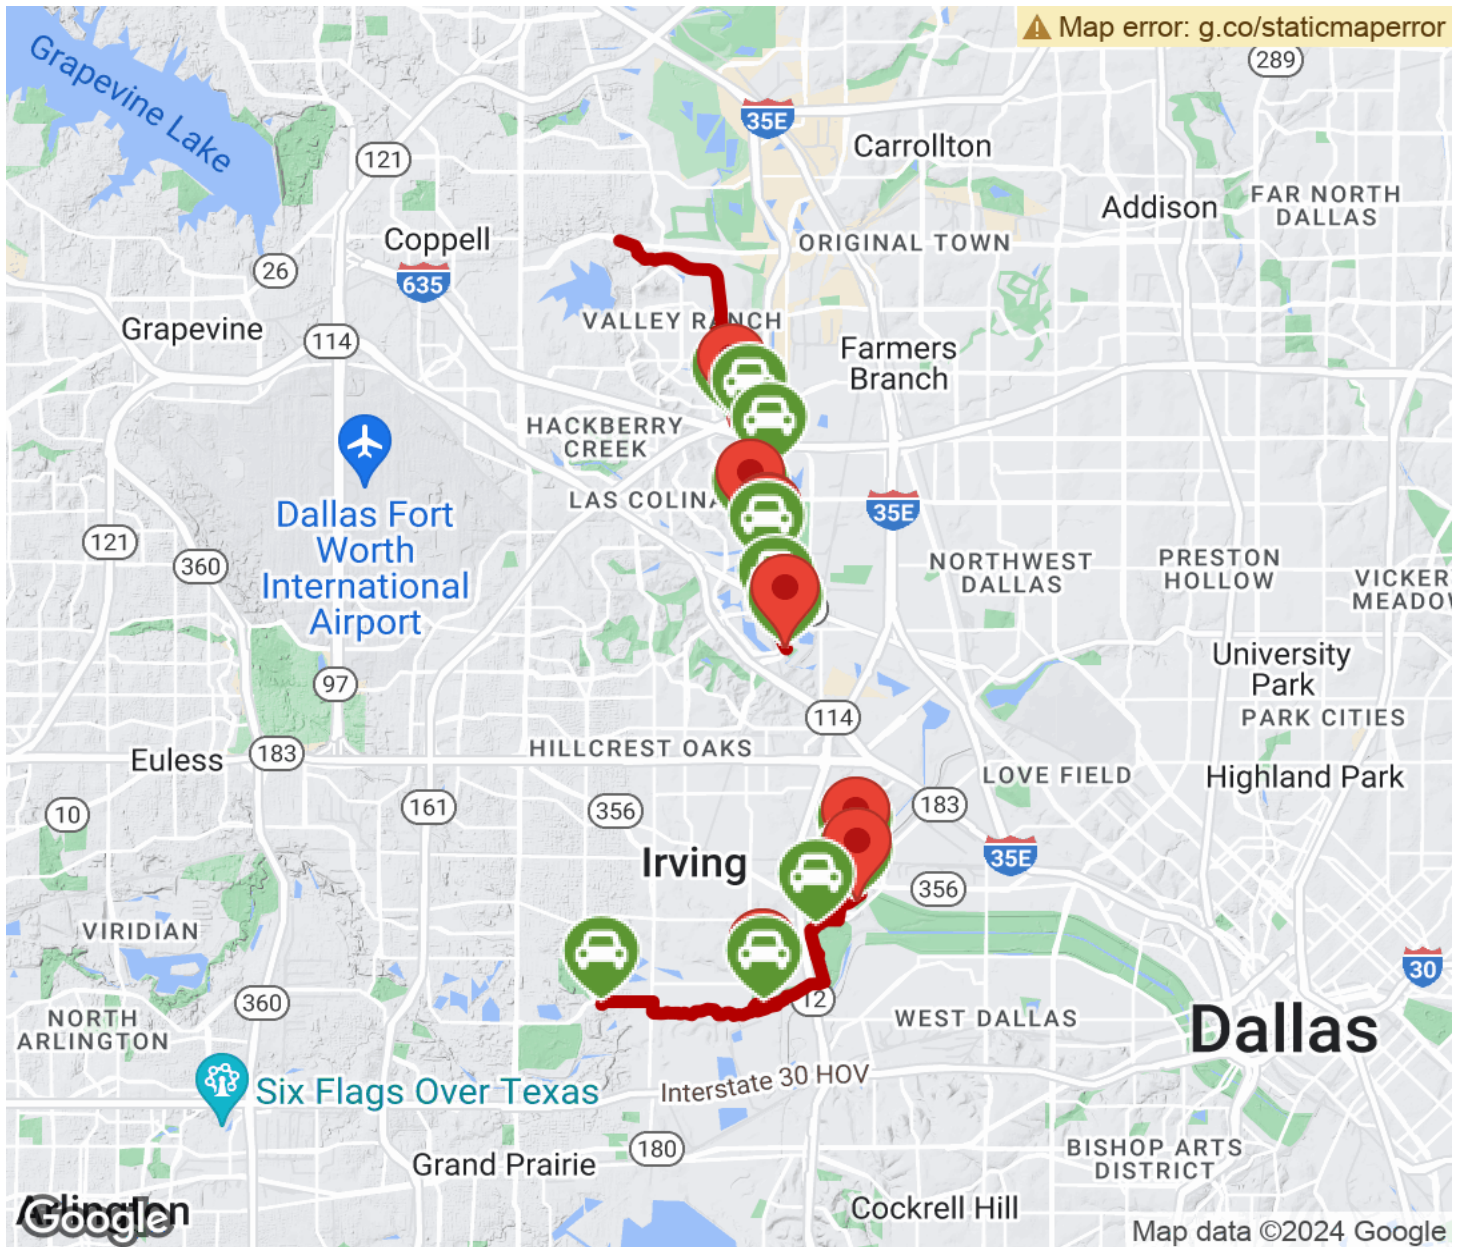 Map error: g.co/staticmaperror
289
Grapevine Lake
35E
Carrollton
121
FAR NORTH
DALLAS
Addison
Coppell
ORIGINAL TOWN
26
635
VALLEY RANCH
Grapevine
114
Farmers
Branch
HACKBERRY
CREEK
LAS COLINA
35E
Dallas Fort
Worth
International
Airport
121
360
NORTHWEST
DALLAS
PRESTON
HOLLOW
VICKER
MEADOW
University
Park
97
114
PARK CITIES
HILLCREST OAKS
183
Euless
LOVE FIELD
Highland Park
10
161
356
183
35E
Irving
356
VIRIDIAN
30
360
12
NORTH
ARLINGTON
WEST DALLAS
Dallas
Six Flags Over Texas
Interstate 30 HOV
180
BISHOP ARTS
DISTRICT
Grand Prairie
Arlington
Google
Cockrell Hill
Map data ©2024 Google